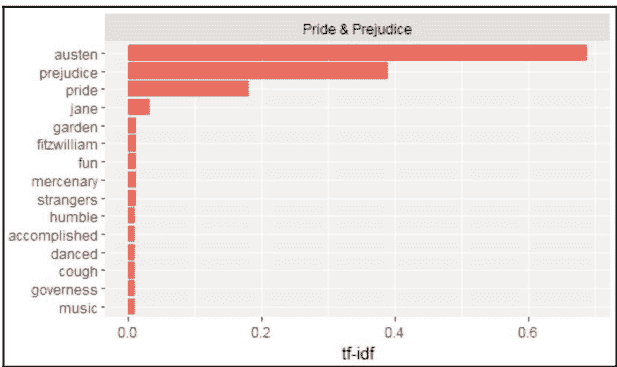 Pride & Prejudice
austen
prejudice
pride
jane
garden
fitzwilliam
fun
mercenary
strangers
humble
accomplished
danced
cough
governess
music
0.0 0.2 0.4 0.6
tf-idf